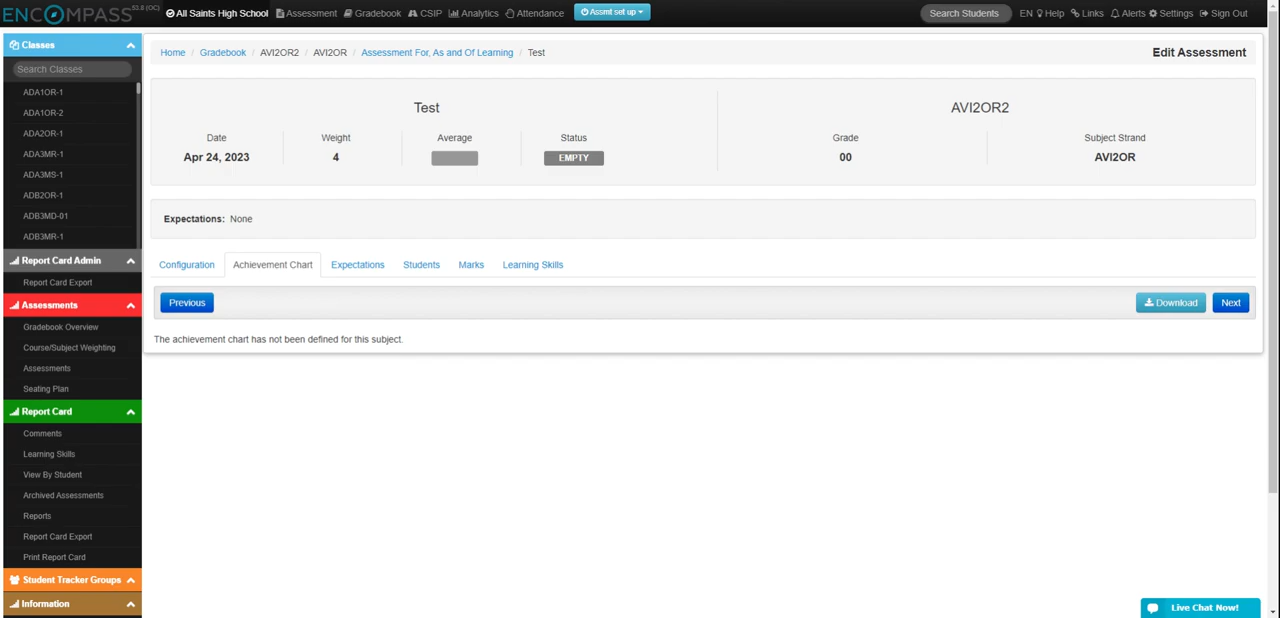 ENCOMPASS 53.8 (OC)
All Saints High School Assessment Gradebook CSIP Analytics Attendance Assmt set up Search Students EN Help Links Alerts Settings Sign Out
Classes
Search Classes
ADA1OR-1
ADA1OR-2
ADA2OR-1
ADA3MR-1
ADA3MS-1
ADB2OR-1
ADB3MD-01
ADB3MR-1
Report Card Admin
Report Card Export
Assessments
Gradebook Overview
Course/Subject Weighting
Assessments
Seating Plan
Report Card
Comments
Learning Skills
View By Student
Archived Assessments
Reports
Report Card Export
Print Report Card
Student Tracker Groups
Information
Home / Gradebook / AVI2OR2 / AVI2OR / Assessment For, As and Of Learning / Test
Edit Assessment
Test
Date Weight Average Status
Apr 24, 2023 4 EMPTY
AVI2OR2
Grade Subject Strand
00 AVI2OR
Expectations: None
Configuration Achievement Chart Expectations Students Marks Learning Skills
Previous Download Next
The achievement chart has not been defined for this subject.
Live Chat Now!